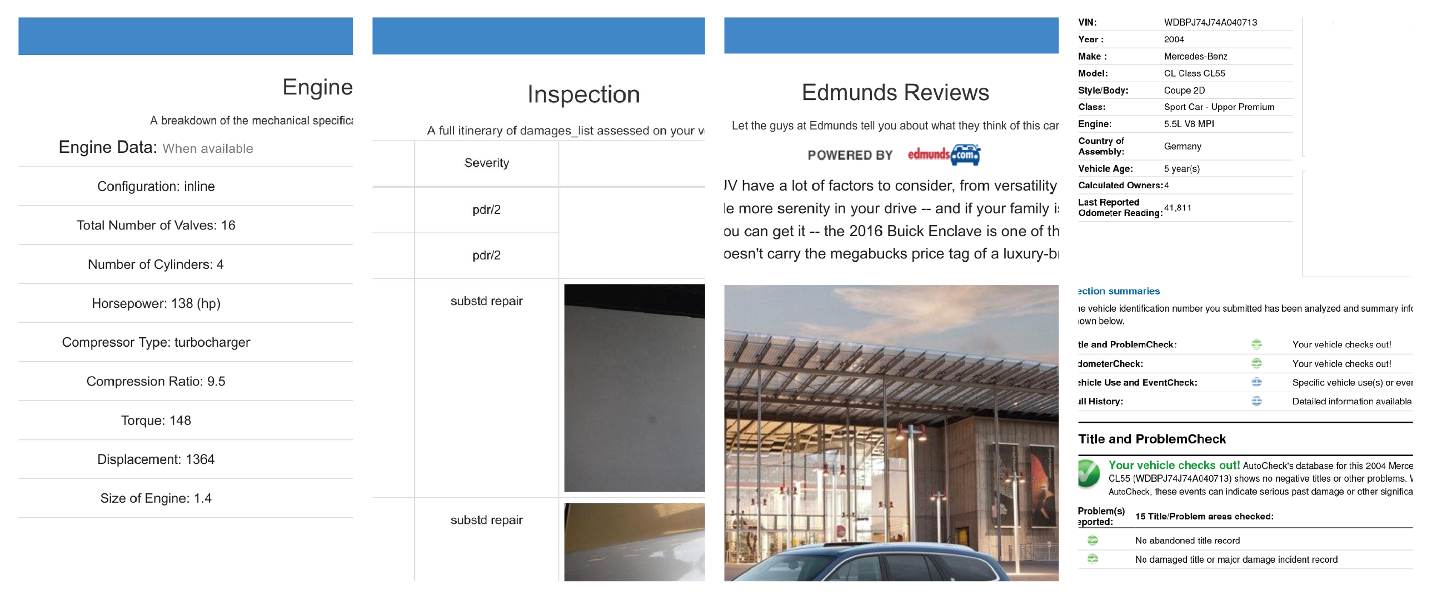 Engine
A breakdown of the mechanical specifica
Engine Data: When available
Configuration: inline
Total Number of Valves: 16
Number of Cylinders: 4
Horsepower: 138 (hp)
Compressor Type: turbocharger
Compression Ratio: 9.5
Torque: 148
Displacement: 1364
Size of Engine: 1.4
Inspection
A full itinerary of damages_list assessed on your v
Severity
pdr/2
pdr/2
substd repair
substd repair
Edmunds Reviews
Let the guys at Edmunds tell you about what they think of this car
POWERED BY edmunds.com
UV have a lot of factors to consider, from versatility
le more serenity in your drive -- and if your family is
ou can get it -- the 2016 Buick Enclave is one of th
oesn't carry the megabucks price tag of a luxury-br
VIN: WDBPJ74J74A040713
Year : 2004
Make : Mercedes-Benz
Model: CL Class CL55
Style/Body: Coupe 2D
Class: Sport Car - Upper Premium
Engine: 5.5L V8 MPI
Country of
Assembly: Germany
Vehicle Age: 5 year(s)
Calculated Owners: 4
Last Reported
Odometer Reading: 41,811
ection summaries
he vehicle identification number you submitted has been analyzed and summary info
hown below.
tle and ProblemCheck: Your vehicle checks out!
dometerCheck: Your vehicle checks out!
ehicle Use and EventCheck: Specific vehicle use(s) or even
ull History: Detailed information available
Title and ProblemCheck
Your vehicle checks out! AutoCheck's database for this 2004 Merce
CL55 (WDBPJ74J74A040713) shows no negative titles or other problems. W
AutoCheck, these events can indicate serious past damage or other significa
Problem(s)
eported: 15 Title/Problem areas checked:
No abandoned title record
No damaged title or major damage incident record